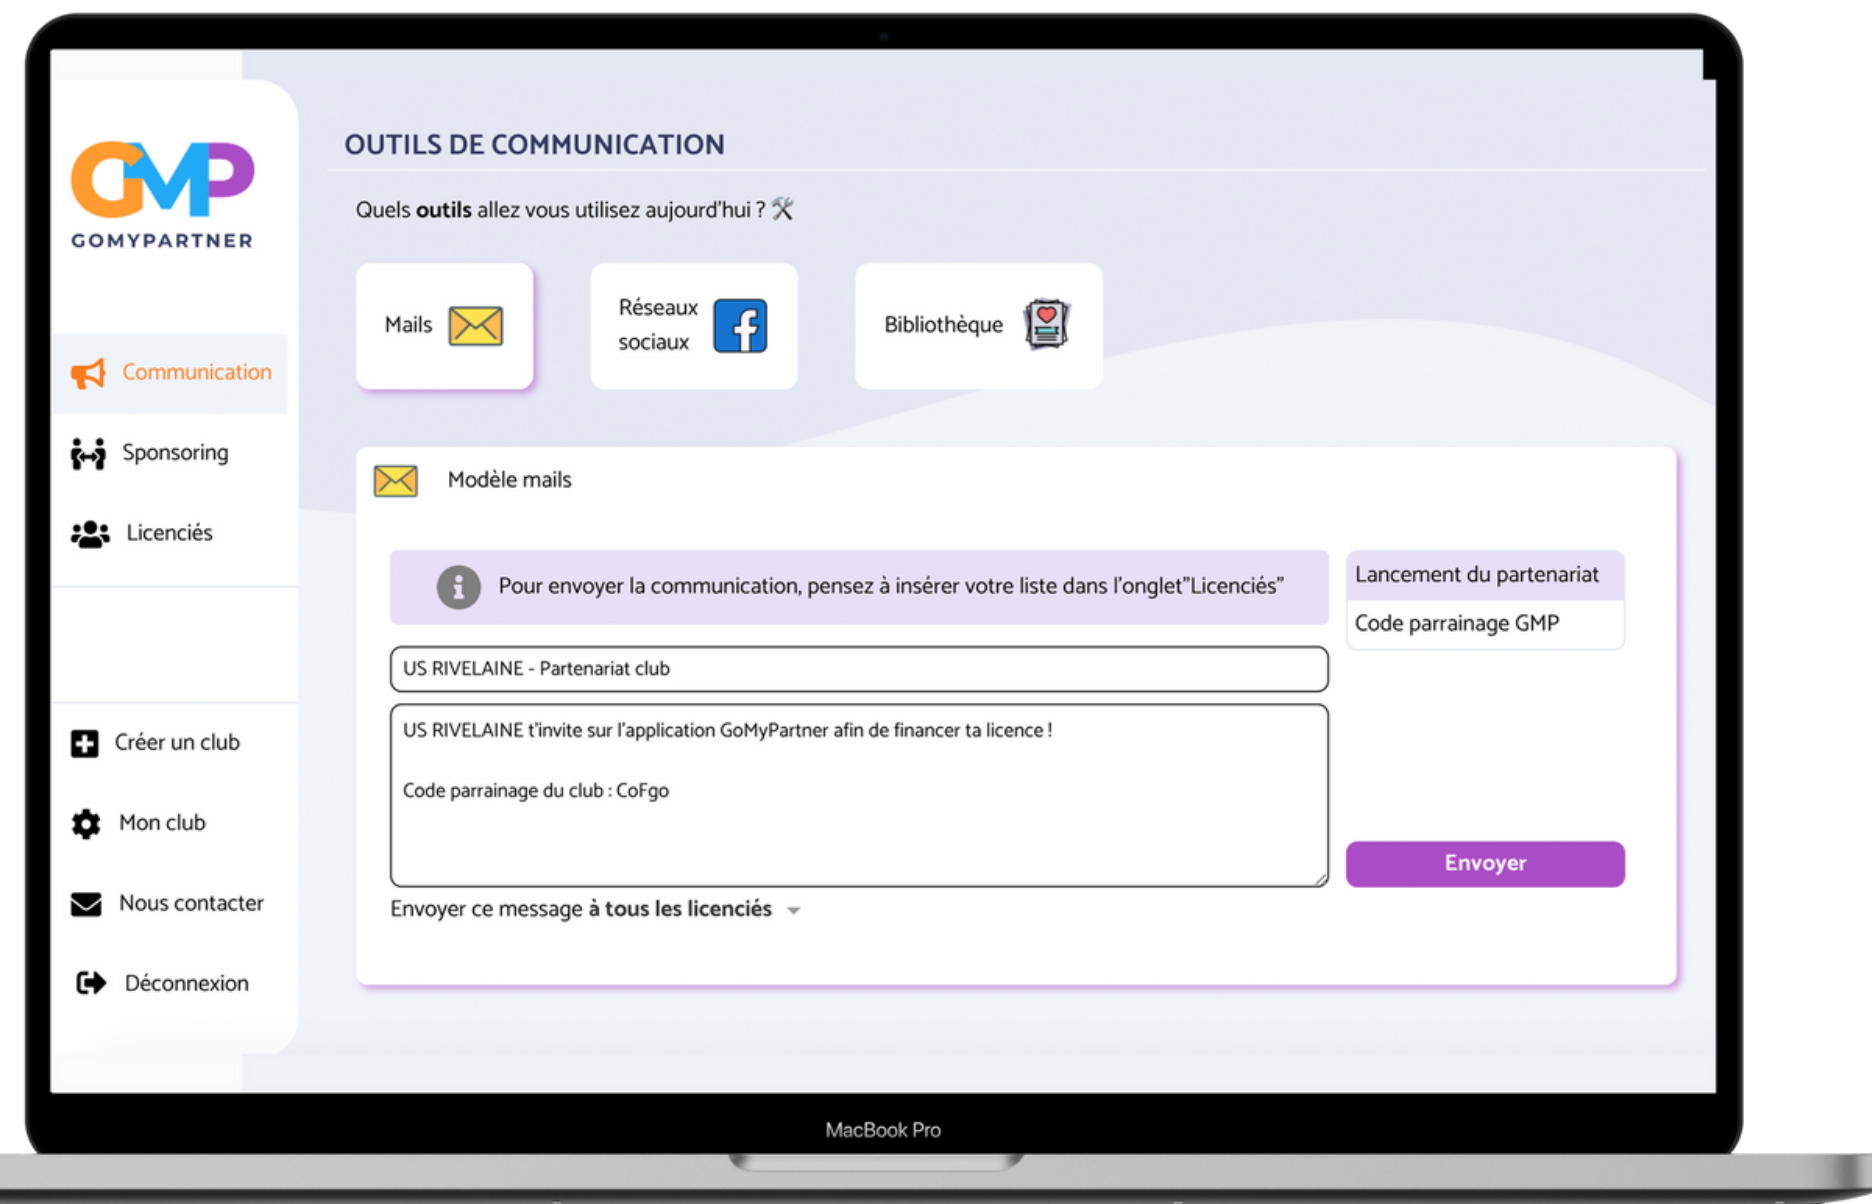 GMP
GOMYPARTNER
Communication
Sponsoring
Licenciés
Créer un club
Mon club
Nous contacter
Déconnexion
OUTILS DE COMMUNICATION
Quels outils allez vous utilisez aujourd'hui ?
Mails
Réseaux
sociaux
Bibliothèque
Modèle mails
Pour envoyer la communication, pensez à insérer votre liste dans l'onglet"Licenciés"
Lancement du partenariat
Code parrainage GMP
US RIVELAINE - Partenariat club
US RIVELAINE t'invite sur l'application GoMyPartner afin de financer ta licence !
Code parrainage du club : CoFgo
Envoyer
Envoyer ce message à tous les licenciés
MacBook Pro